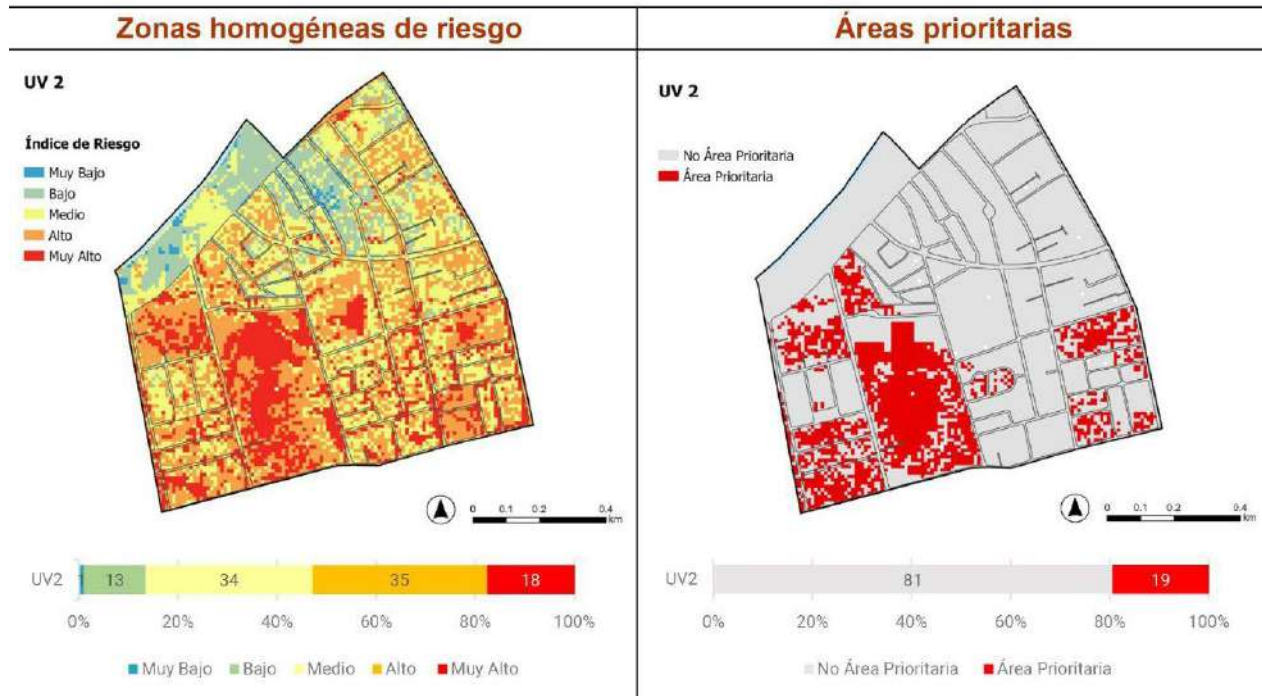 Zonas homogéneas de riesgo
UV 2
Índice de Riesgo
Muy Bajo
Bajo
Medio
Alto
Muy Alto
0 0.1 0.2 0.4
km
UV2 1 13 34 35 18
0% 20% 40% 60% 80% 100%
Muy Bajo Bajo Medio Alto Muy Alto
Áreas prioritarias
UV 2
No Área Prioritaria
Área Prioritaria
0 0.1 0.2 0.4
km
UV2 81 19
0% 20% 40% 60% 80% 100%
No Área Prioritaria Área Prioritaria